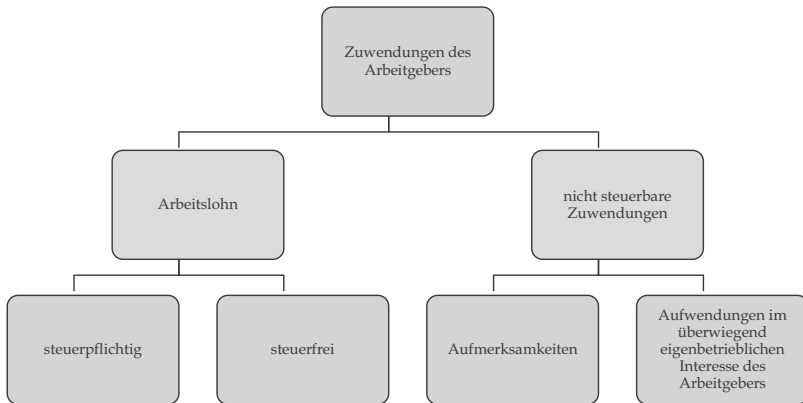 Zuwendungen des
Arbeitgebers
Arbeitslohn
nicht steuerbare
Zuwendungen
steuerpflichtig
steuerfrei
Aufmerksamkeiten
Aufwendungen im
überwiegend
eigenbetrieblichen
Interesse des
Arbeitgebers